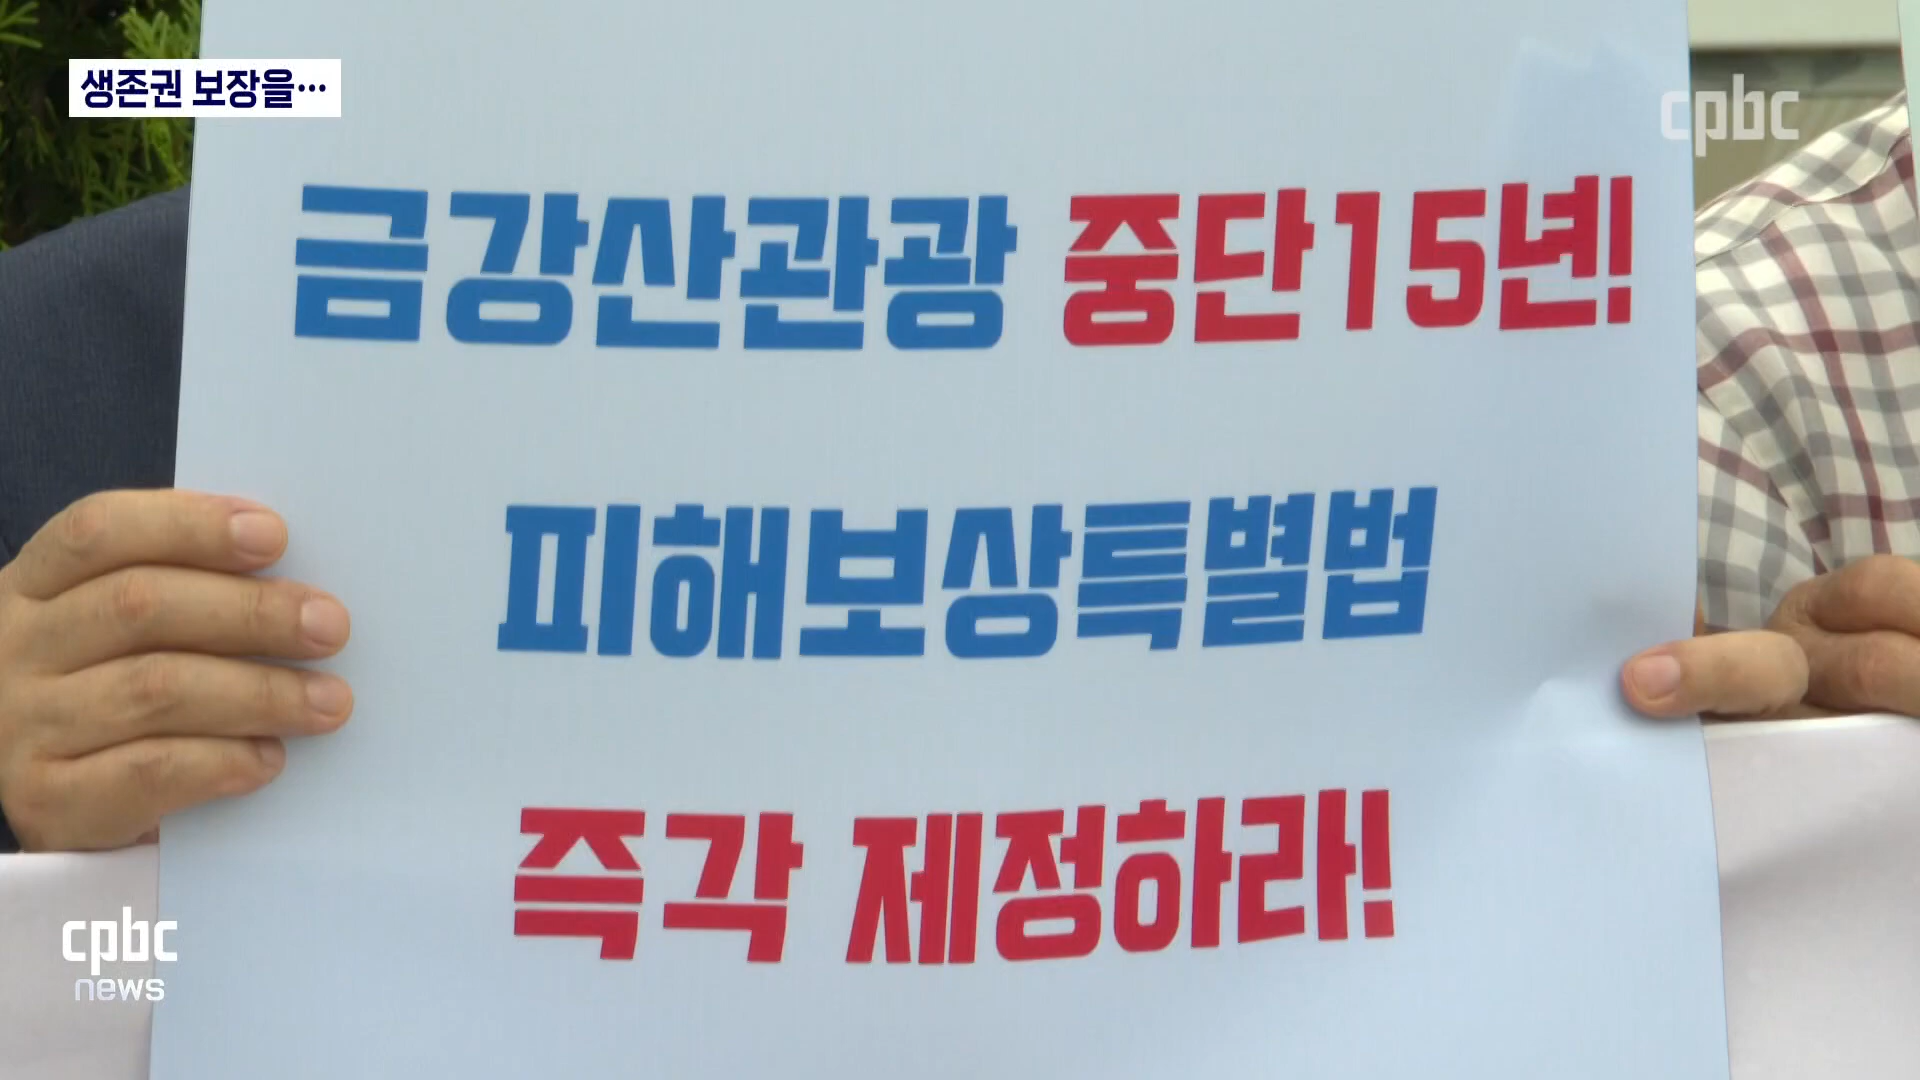 생존권 보장을…
cpbc
금강산관광 중단15년!
피해보상특별법
즉각 제정하라!
cpbc
news